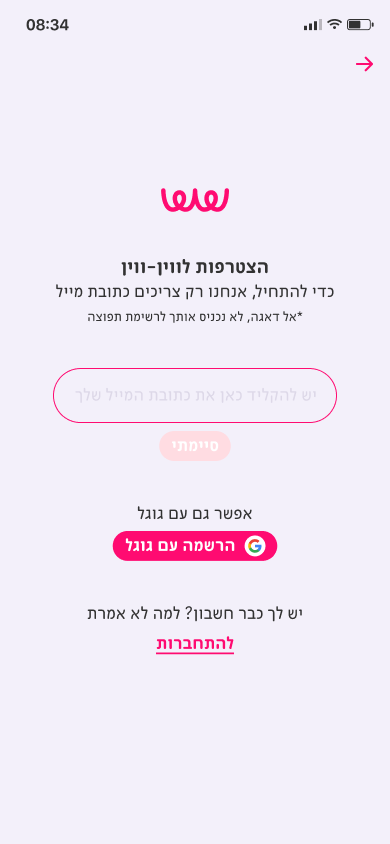 08:34
הצטרפות לווין-ווין
כדי להתחיל, אנחנו רק צריכים כתובת מייל
*אל דאגה, לא נכניס אותך לרשימת תפוצה
יש להקליד כאן את כתובת המייל שלך
סיימתי
אפשר גם עם גוגל
הרשמה עם גוגל
יש לך כבר חשבון? למה לא אמרת
להתחברות